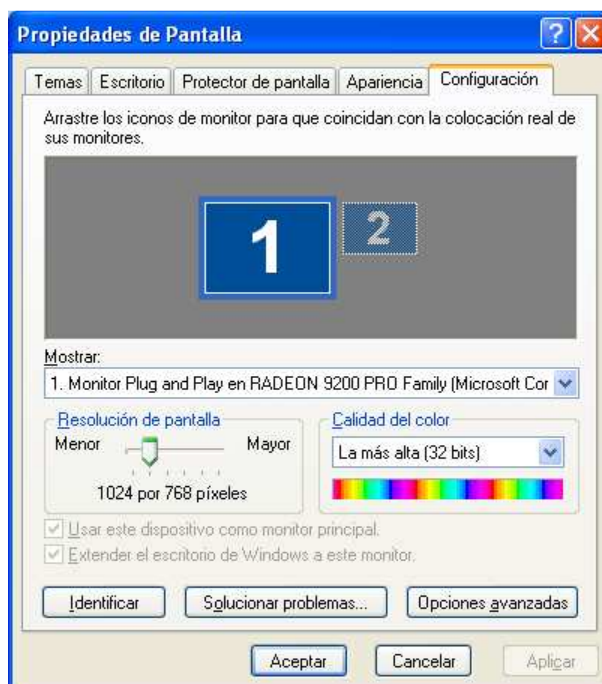 Propiedades de Pantalla
Temas Escritorio Protector de pantalla Apariencia Configuración
Arrastre los iconos de monitor para que coincidan con la colocación real de
sus monitores.
1 2
Mostrar:
1. Monitor Plug and Play en RADEON 9200 PRO Family (Microsoft Cor
Resolución de pantalla
Menor Mayor
1024 por 768 píxeles
Calidad del color
La más alta (32 bits)
Usar este dispositivo como monitor principal.
Extender el escritorio de Windows a este monitor.
Identificar Solucionar problemas... Opciones avanzadas
Aceptar Cancelar Aplicar